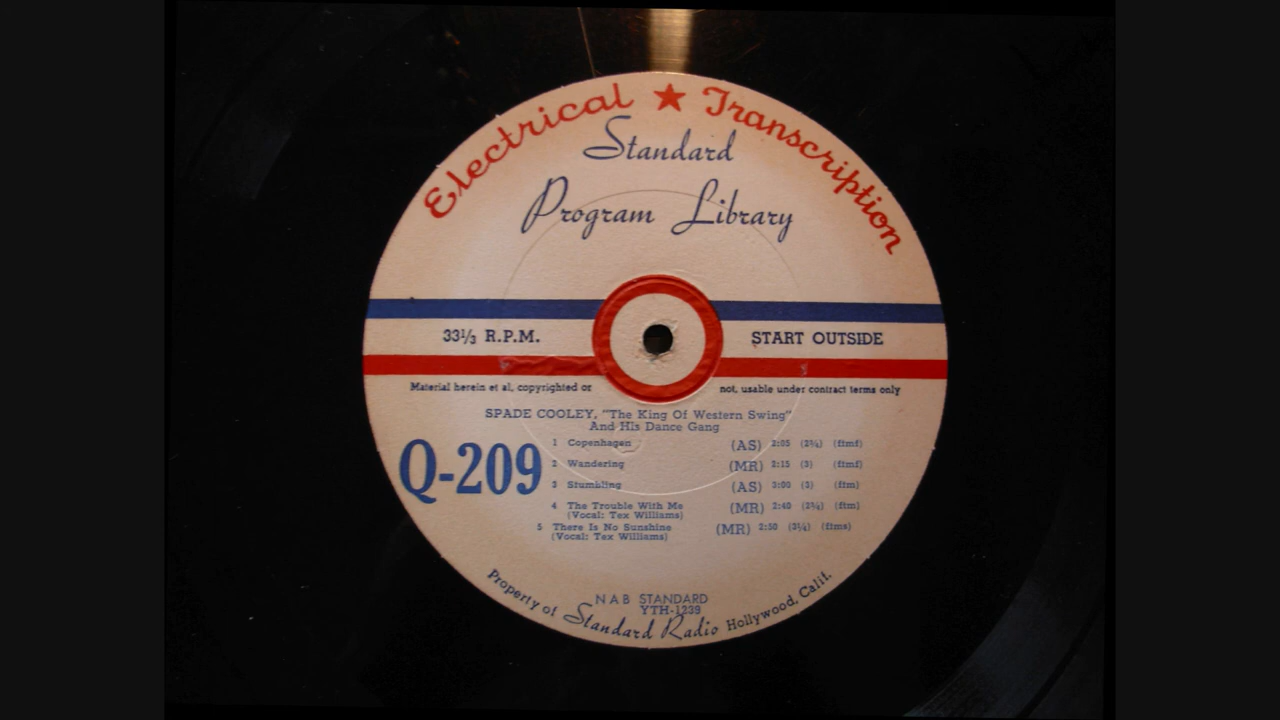 Electrical ★ Transcription
Standard
Program Library
33⅓ R.P.M. START OUTSIDE
Material herein et al, copyrighted or not, usable under contract terms only
SPADE COOLEY, "The King Of Western Swing"
And His Dance Gang
Q-209
1 Copenhagen (AS) 2:05 (2¾) (ftmf)
2 Wandering (MR) 2:15 (3) (ftmf)
3 Stumbling (AS) 3:00 (3) (ftm)
4 The Trouble With Me (MR) 2:40 (2¾) (ftm)
(Vocal: Tex Williams)
5 There Is No Sunshine (MR) 2:50 (3¼) (ftms)
(Vocal: Tex Williams)
N A B STANDARD
YTH-1239
Property of Standard Radio Hollywood, Calif.